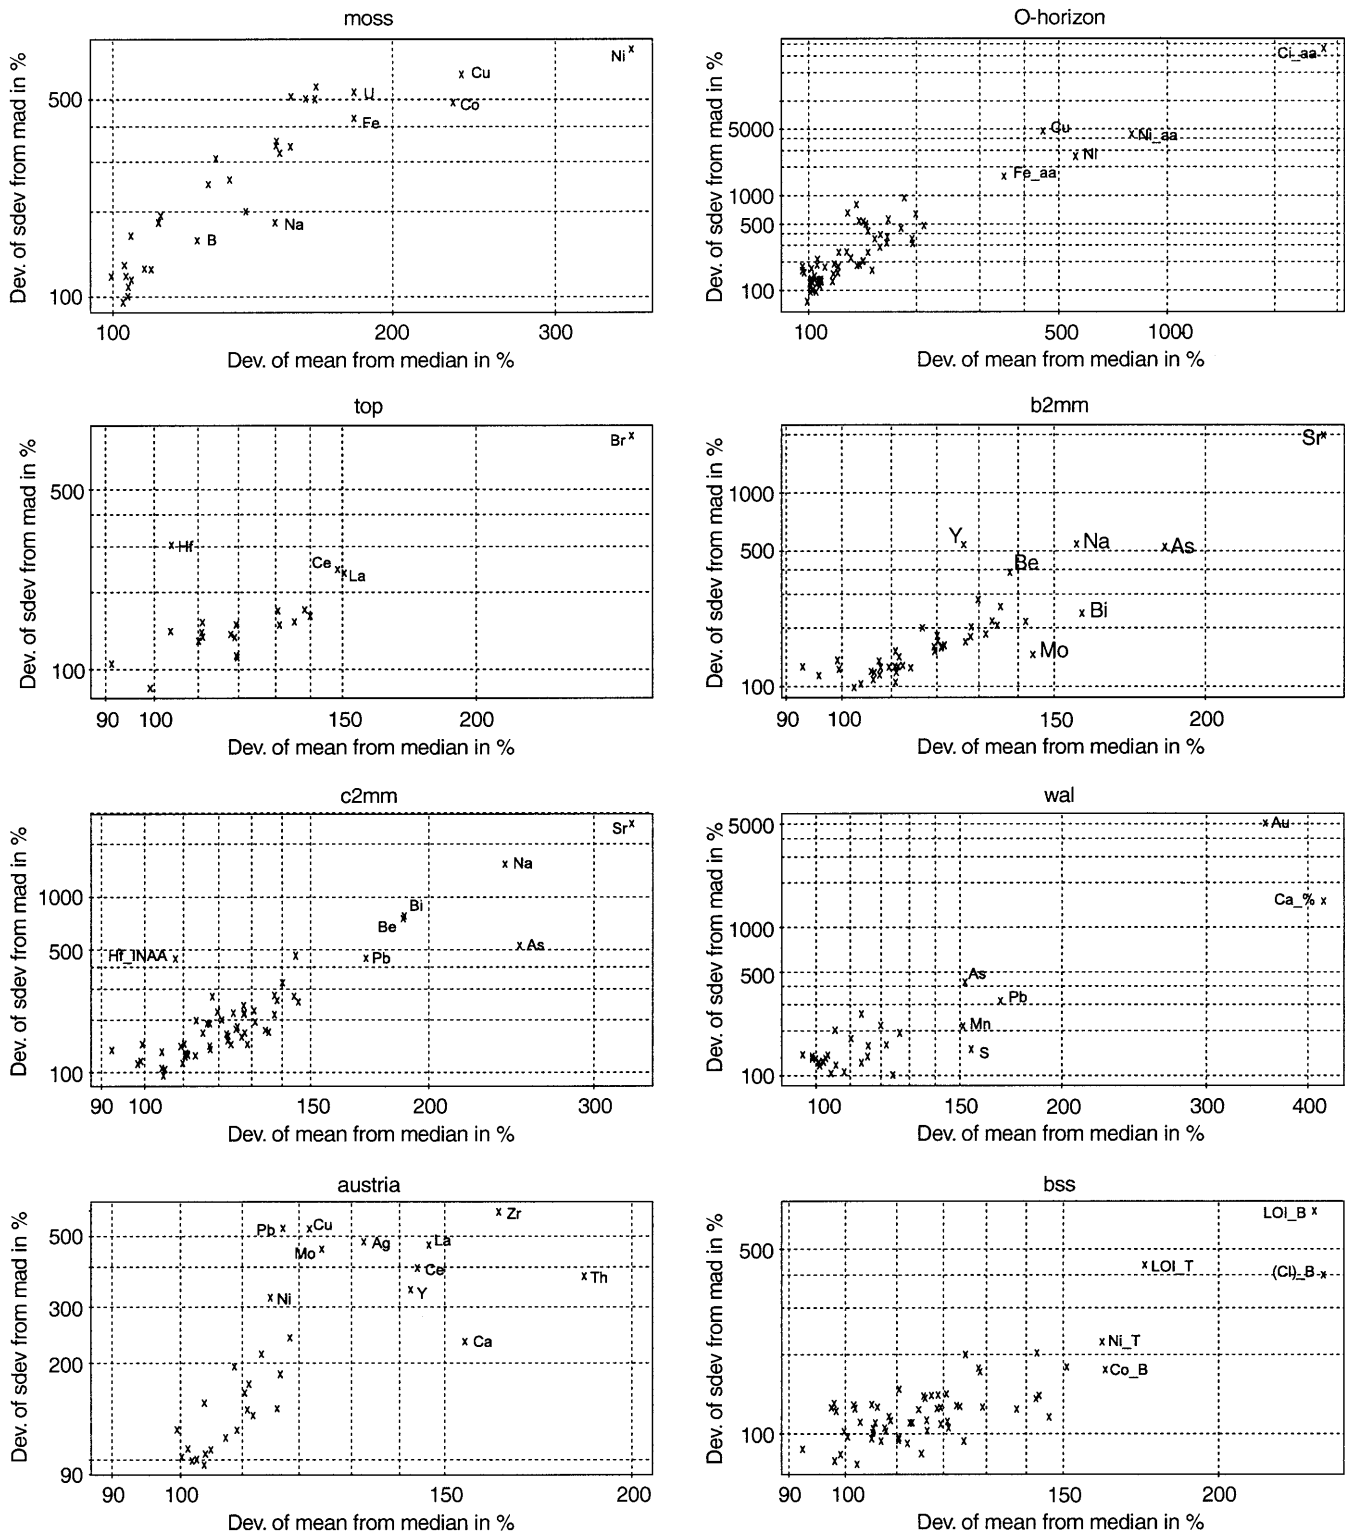 moss
Dev. of sdev from mad in %
500
100
Ni
Cu
U
Co
Fe
Na
B
100 200 300
Dev. of mean from median in %
O-horizon
Dev. of sdev from mad in %
5000
1000
500
100
Ci_aa
Cu
Ni_aa
Ni
Fe_aa
100 500 1000
Dev. of mean from median in %
top
Dev. of sdev from mad in %
500
100
Br
Hf
Ce
La
90 100 150 200
Dev. of mean from median in %
b2mm
Dev. of sdev from mad in %
1000
500
100
Sr
Y
Na
As
Be
Bi
Mo
90 100 150 200
Dev. of mean from median in %
c2mm
Dev. of sdev from mad in %
1000
500
100
Sr
Na
Bi
Be
As
Hf_INAA
Pb
90 100 150 200 300
Dev. of mean from median in %
wal
Dev. of sdev from mad in %
5000
1000
500
100
Au
Ca_%
As
Pb
Mn
S
100 150 200 300 400
Dev. of mean from median in %
austria
Dev. of sdev from mad in %
500
300
200
90
Zr
Pb
Cu
Mo
Ag
La
Ce
Th
Y
Ni
Ca
90 100 150 200
Dev. of mean from median in %
bss
Dev. of sdev from mad in %
500
100
LOI_B
LOI_T
(Cl)_B
Ni_T
Co_B
90 100 150 200
Dev. of mean from median in %